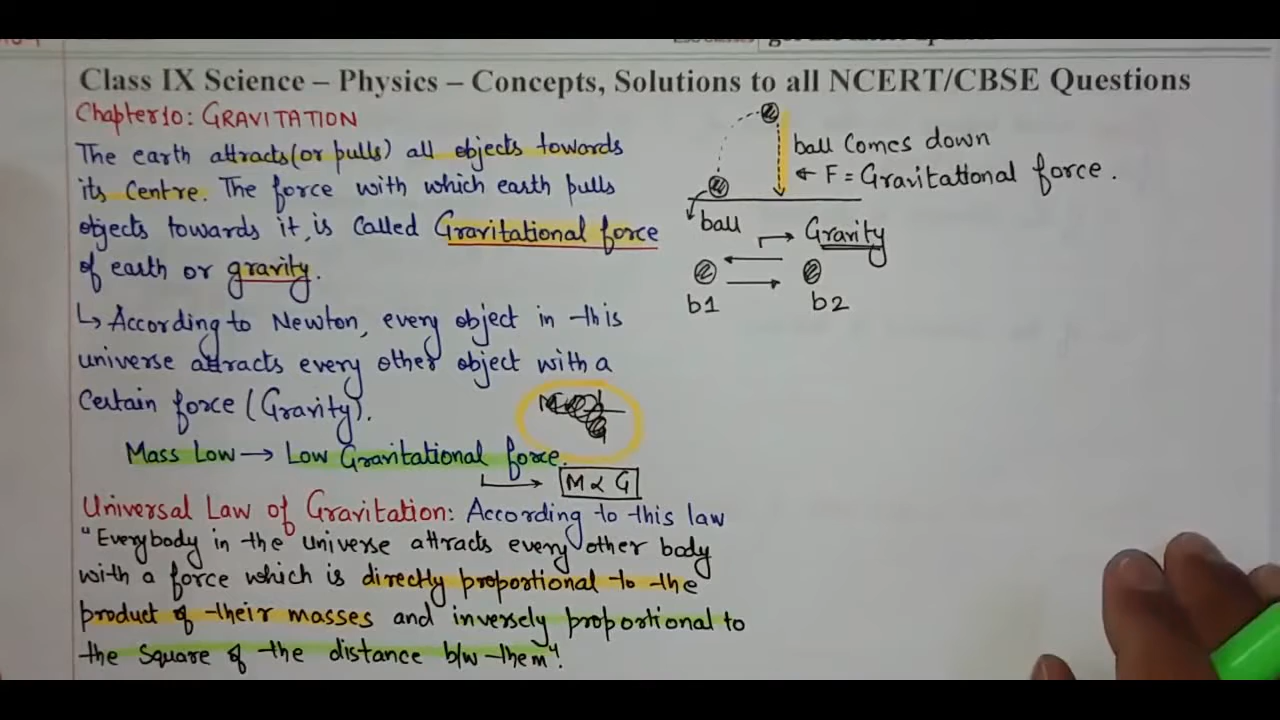 Class IX Science – Physics – Concepts, Solutions to all NCERT/CBSE Questions
Chapter 10: GRAVITATION
The earth attracts (or pulls) all objects towards
its Centre. The force with which earth pulls
objects towards it, is called Gravitational force
of earth or gravity.
↳ According to Newton, every object in this
universe attracts every other object with a
Certain force (Gravity).
Mass Low → Low Gravitational force.
M ∝ G
Universal Law of Gravitation: According to this law
"Everybody in the universe attracts every other body
with a force which is directly proportional to the
product of their masses and inversely proportional to
the square of the distance b/w them".
ball comes down
← F = Gravitational force.
ball
→ Gravity
b1 b2